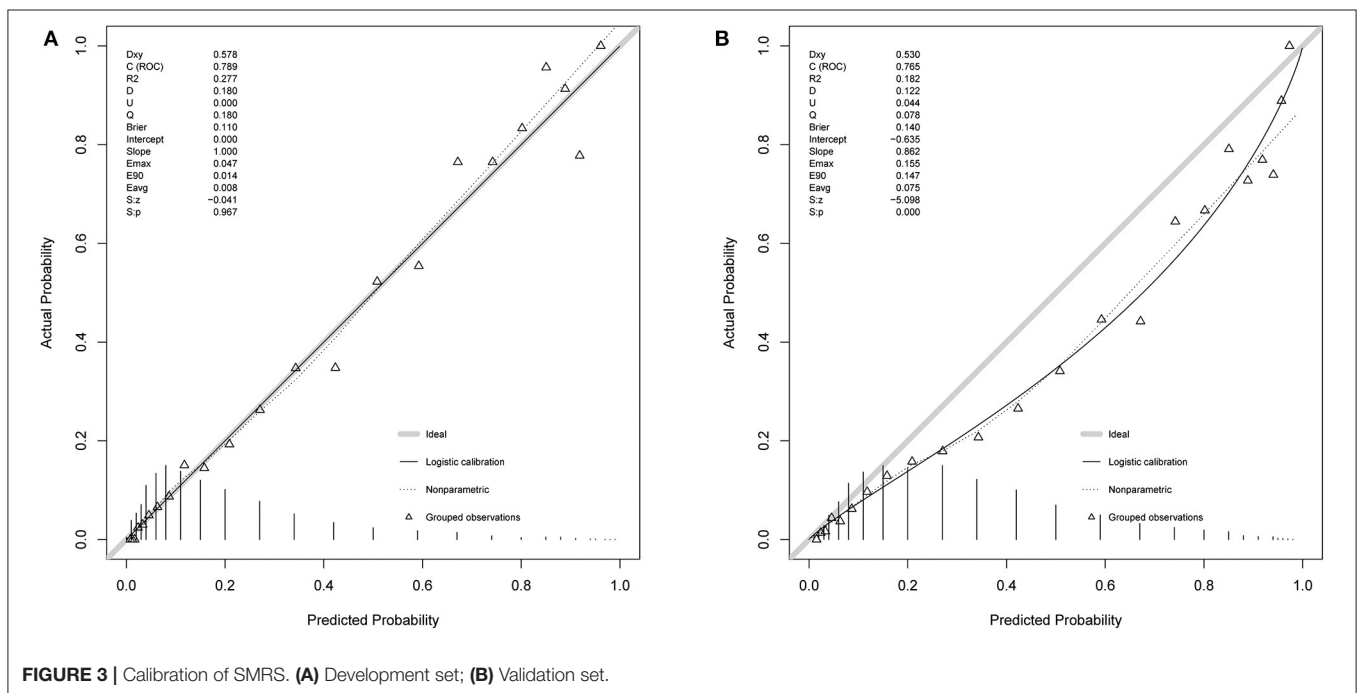 A
Dxy 0.578
C (ROC) 0.789
R2 0.277
D 0.180
U 0.000
Q 0.180
Brier 0.110
Intercept 0.000
Slope 1.000
Emax 0.047
E90 0.014
Eavg 0.008
S:z −0.041
S:p 0.967
Actual Probability
1.0
0.8
0.6
0.4
0.2
0.0
Ideal
Logistic calibration
Nonparametric
Grouped observations
0.0 0.2 0.4 0.6 0.8 1.0
Predicted Probability
B
Dxy 0.530
C (ROC) 0.765
R2 0.182
D 0.122
U 0.044
Q 0.078
Brier 0.140
Intercept −0.635
Slope 0.862
Emax 0.155
E90 0.147
Eavg 0.075
S:z −5.098
S:p 0.000
Actual Probability
1.0
0.8
0.6
0.4
0.2
0.0
Ideal
Logistic calibration
Nonparametric
Grouped observations
0.0 0.2 0.4 0.6 0.8 1.0
Predicted Probability
FIGURE 3 | Calibration of SMRS. (A) Development set; (B) Validation set.